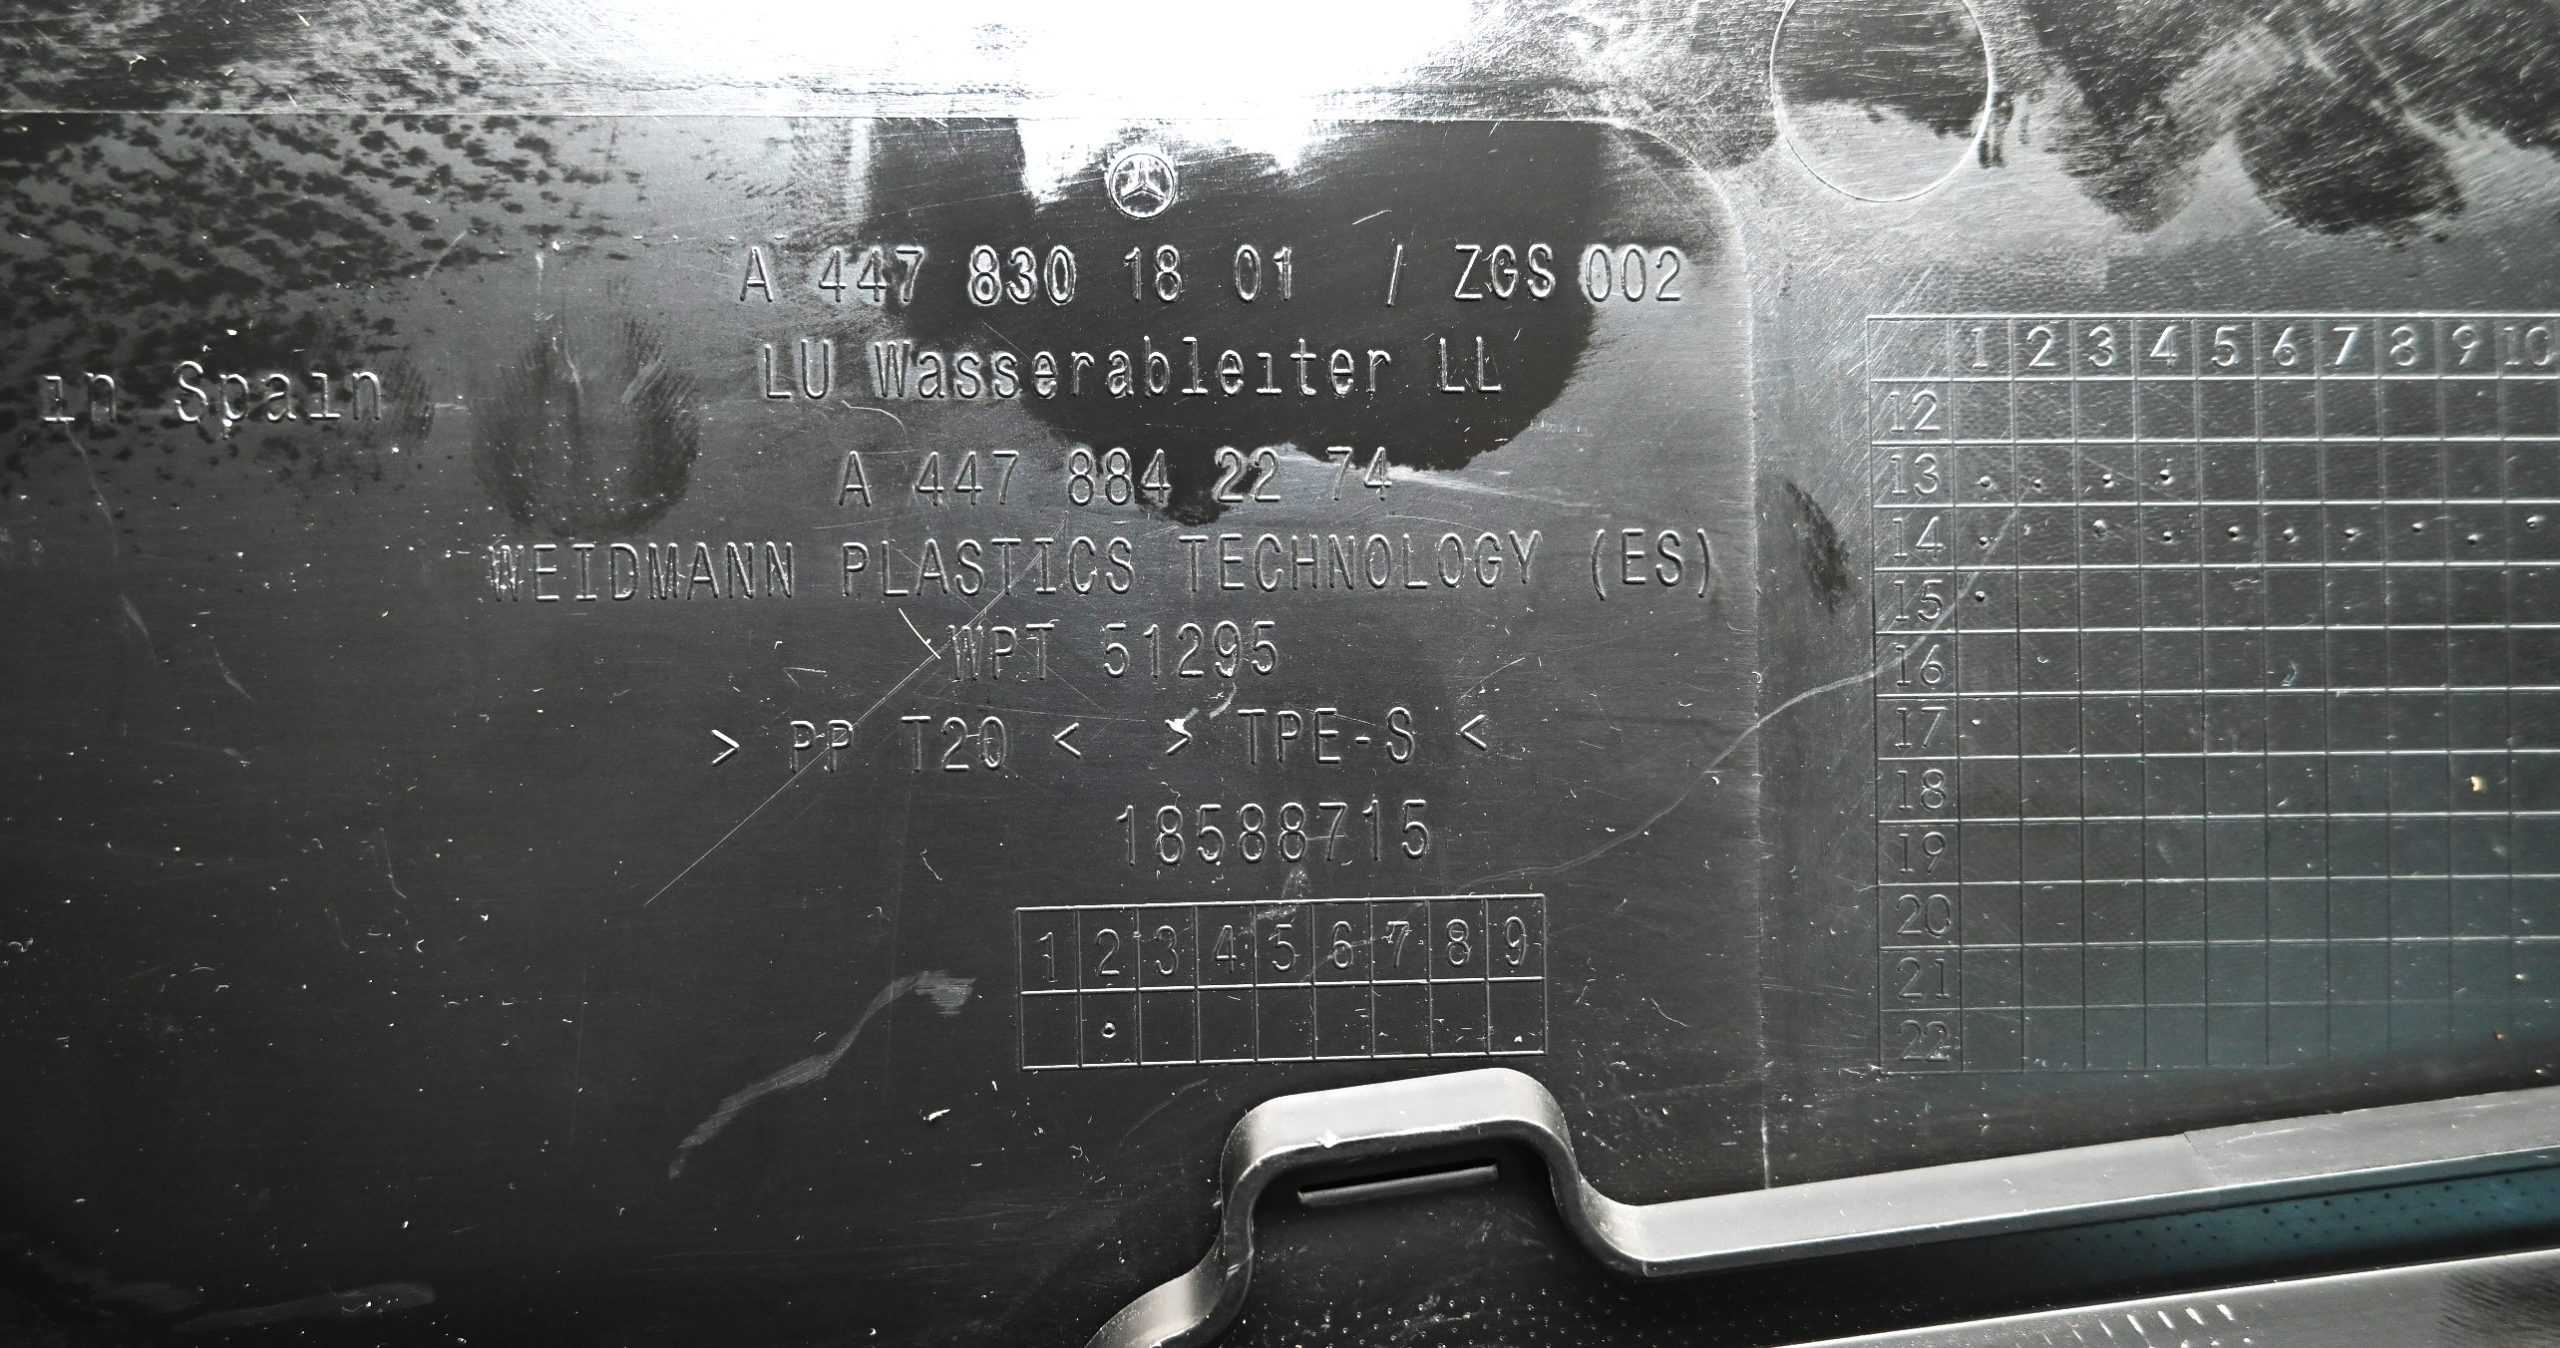 A 447 830 18 01 / ZGS 002
LU Wasserableiter LL
in Spain
A 447 884 22 74
WEIDMANN PLASTICS TECHNOLOGY (ES)
WPT 51295
> PP T20 < > TPE-S <
18588715
1 2 3 4 5 6 7 8 9
1 2 3 4 5 6 7 8 9 10
12
13
14
15
16
17
18
19
20
21
22